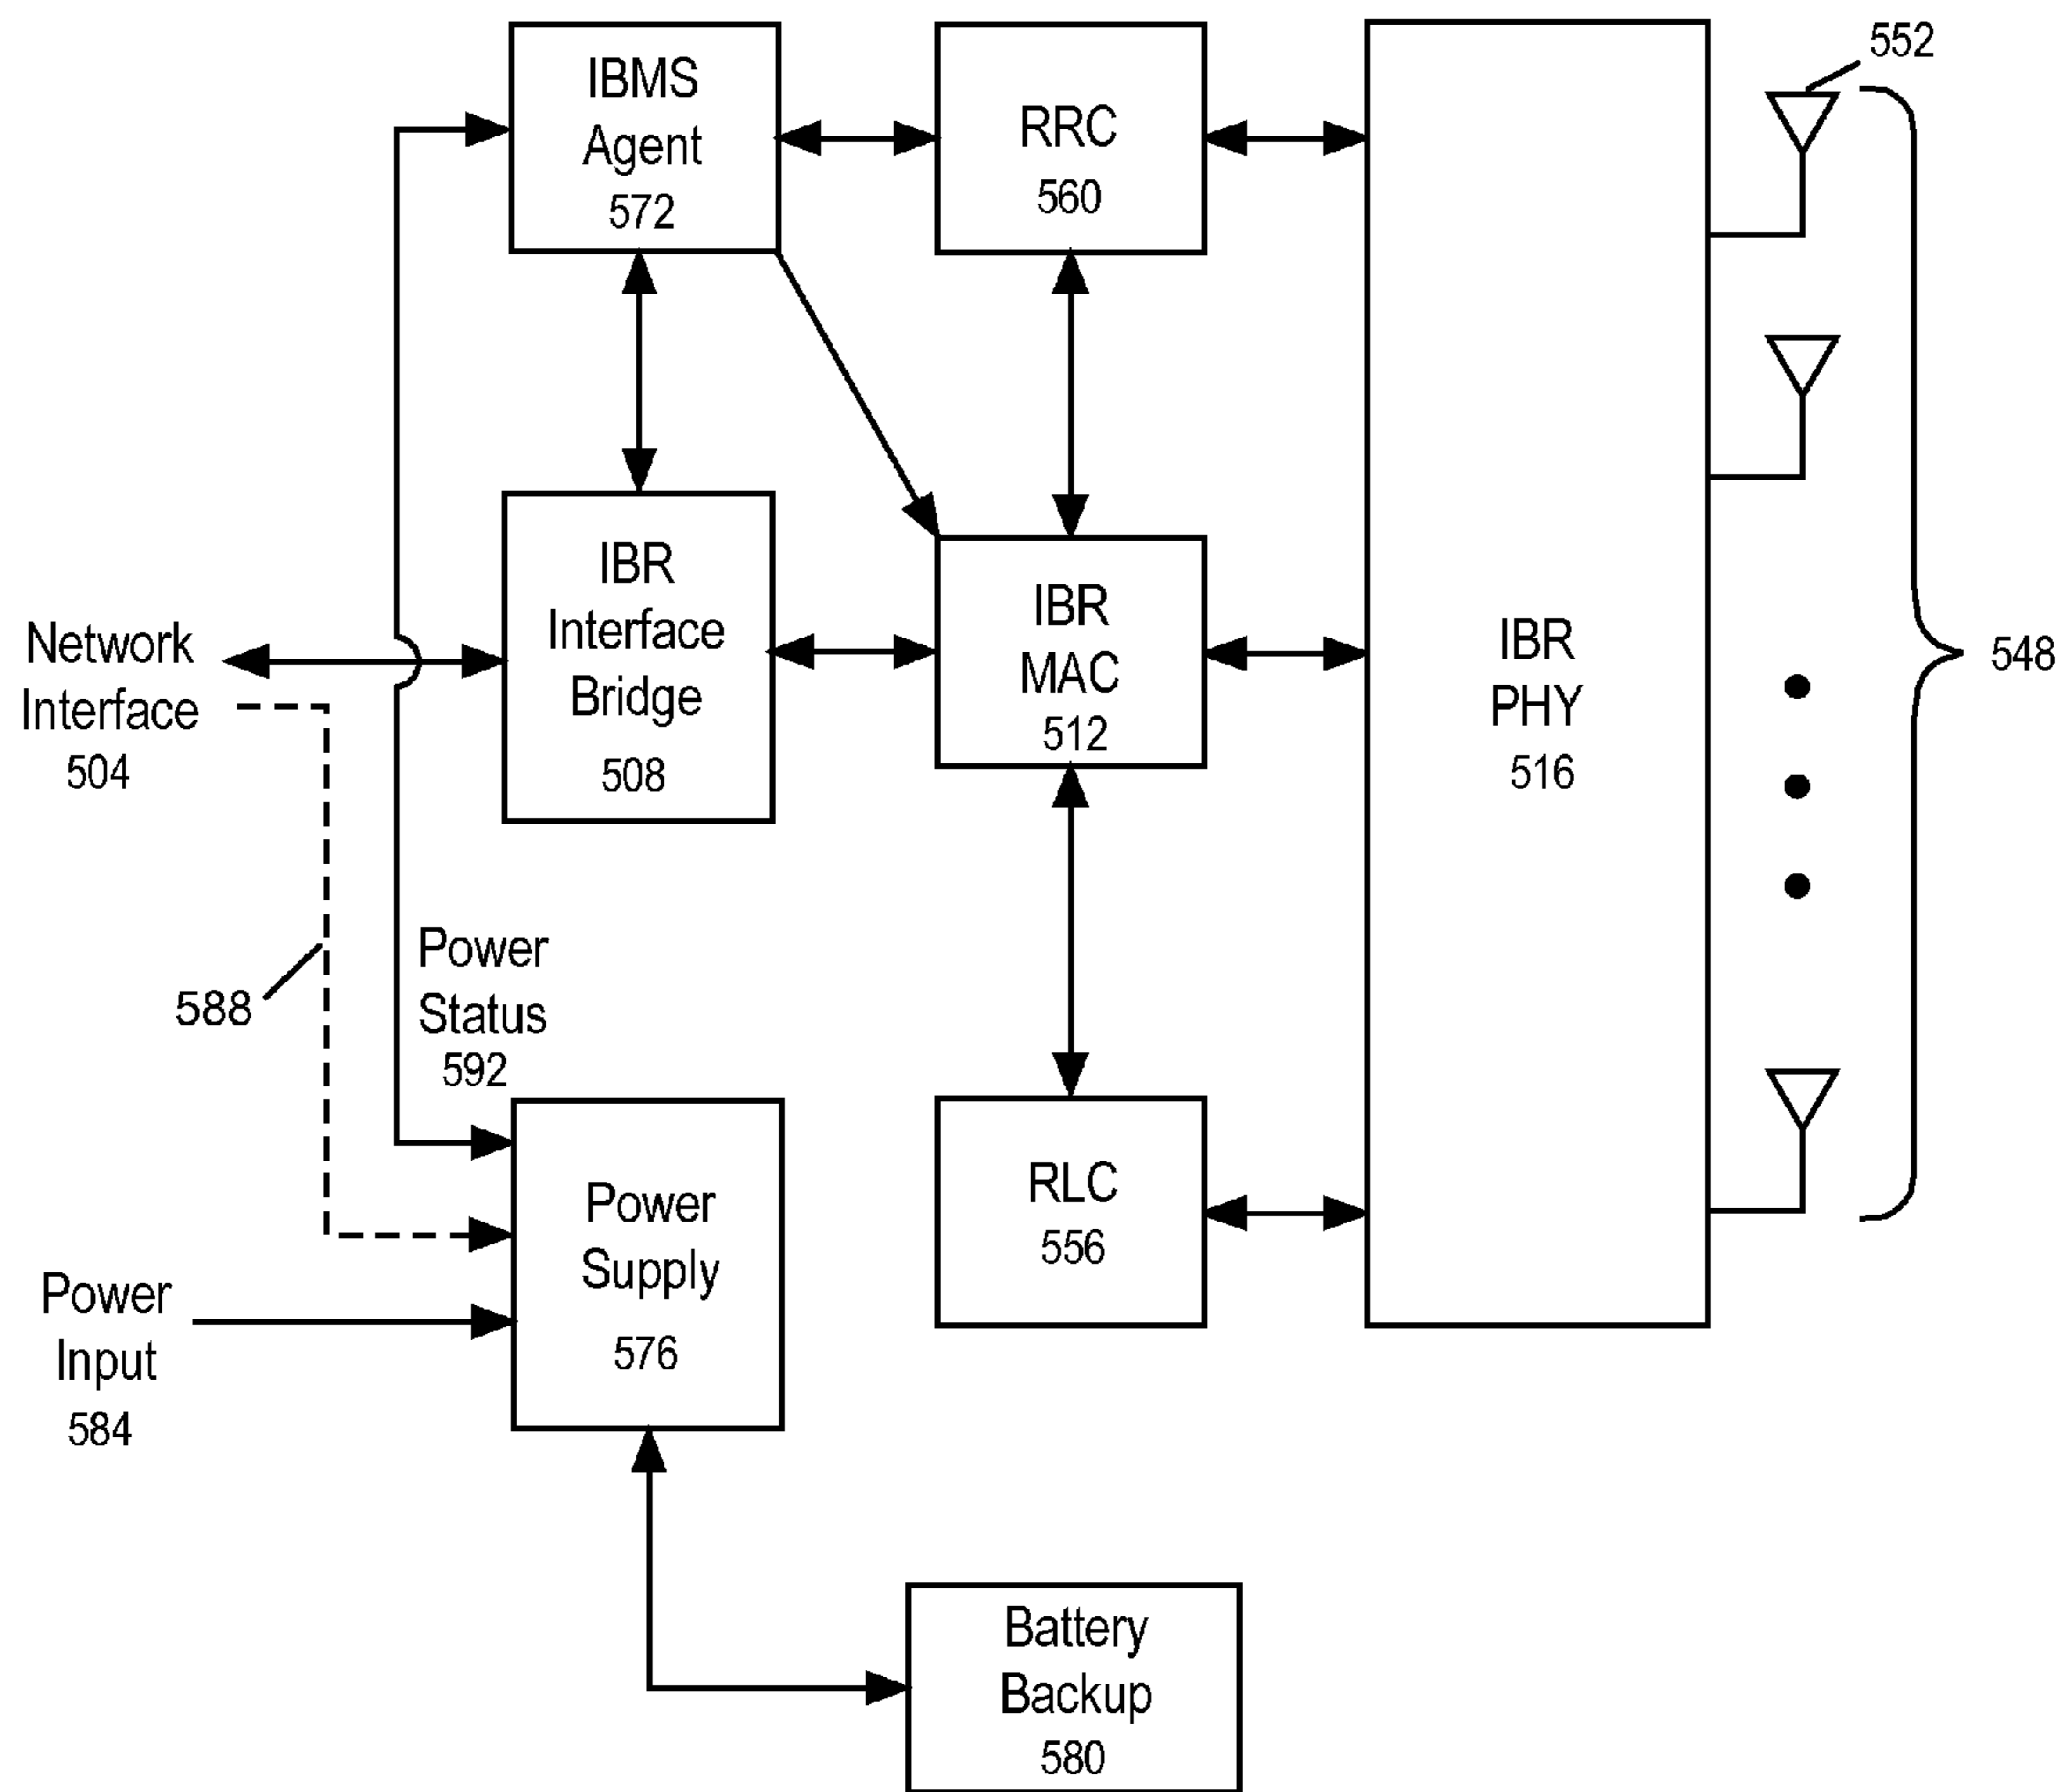 552
IBMS
Agent
572
RRC
560
IBR
Interface
Bridge
508
IBR
MAC
512
IBR
PHY
516
548
Network
Interface
504
588
Power
Status
592
Power
Supply
576
RLC
556
Power
Input
584
Battery
Backup
580